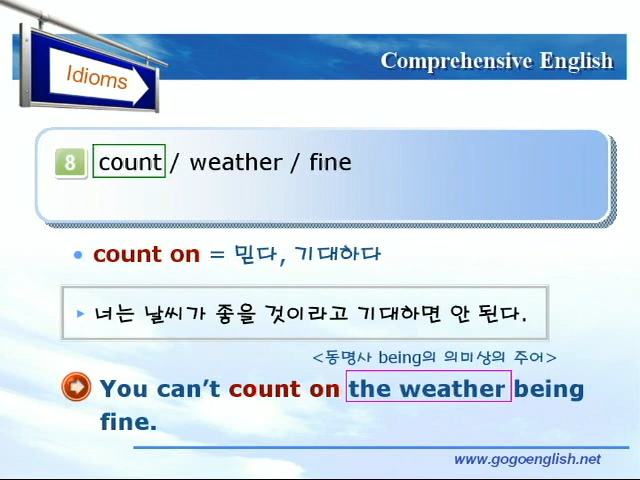 Idioms
Comprehensive English
8 count / weather / fine
• count on = 믿다, 기대하다
▸ 너는 날씨가 좋을 것이라고 기대하면 안 된다.
<동명사 being의 의미상의 주어>
You can’t count on the weather being
fine.
www.gogoenglish.net